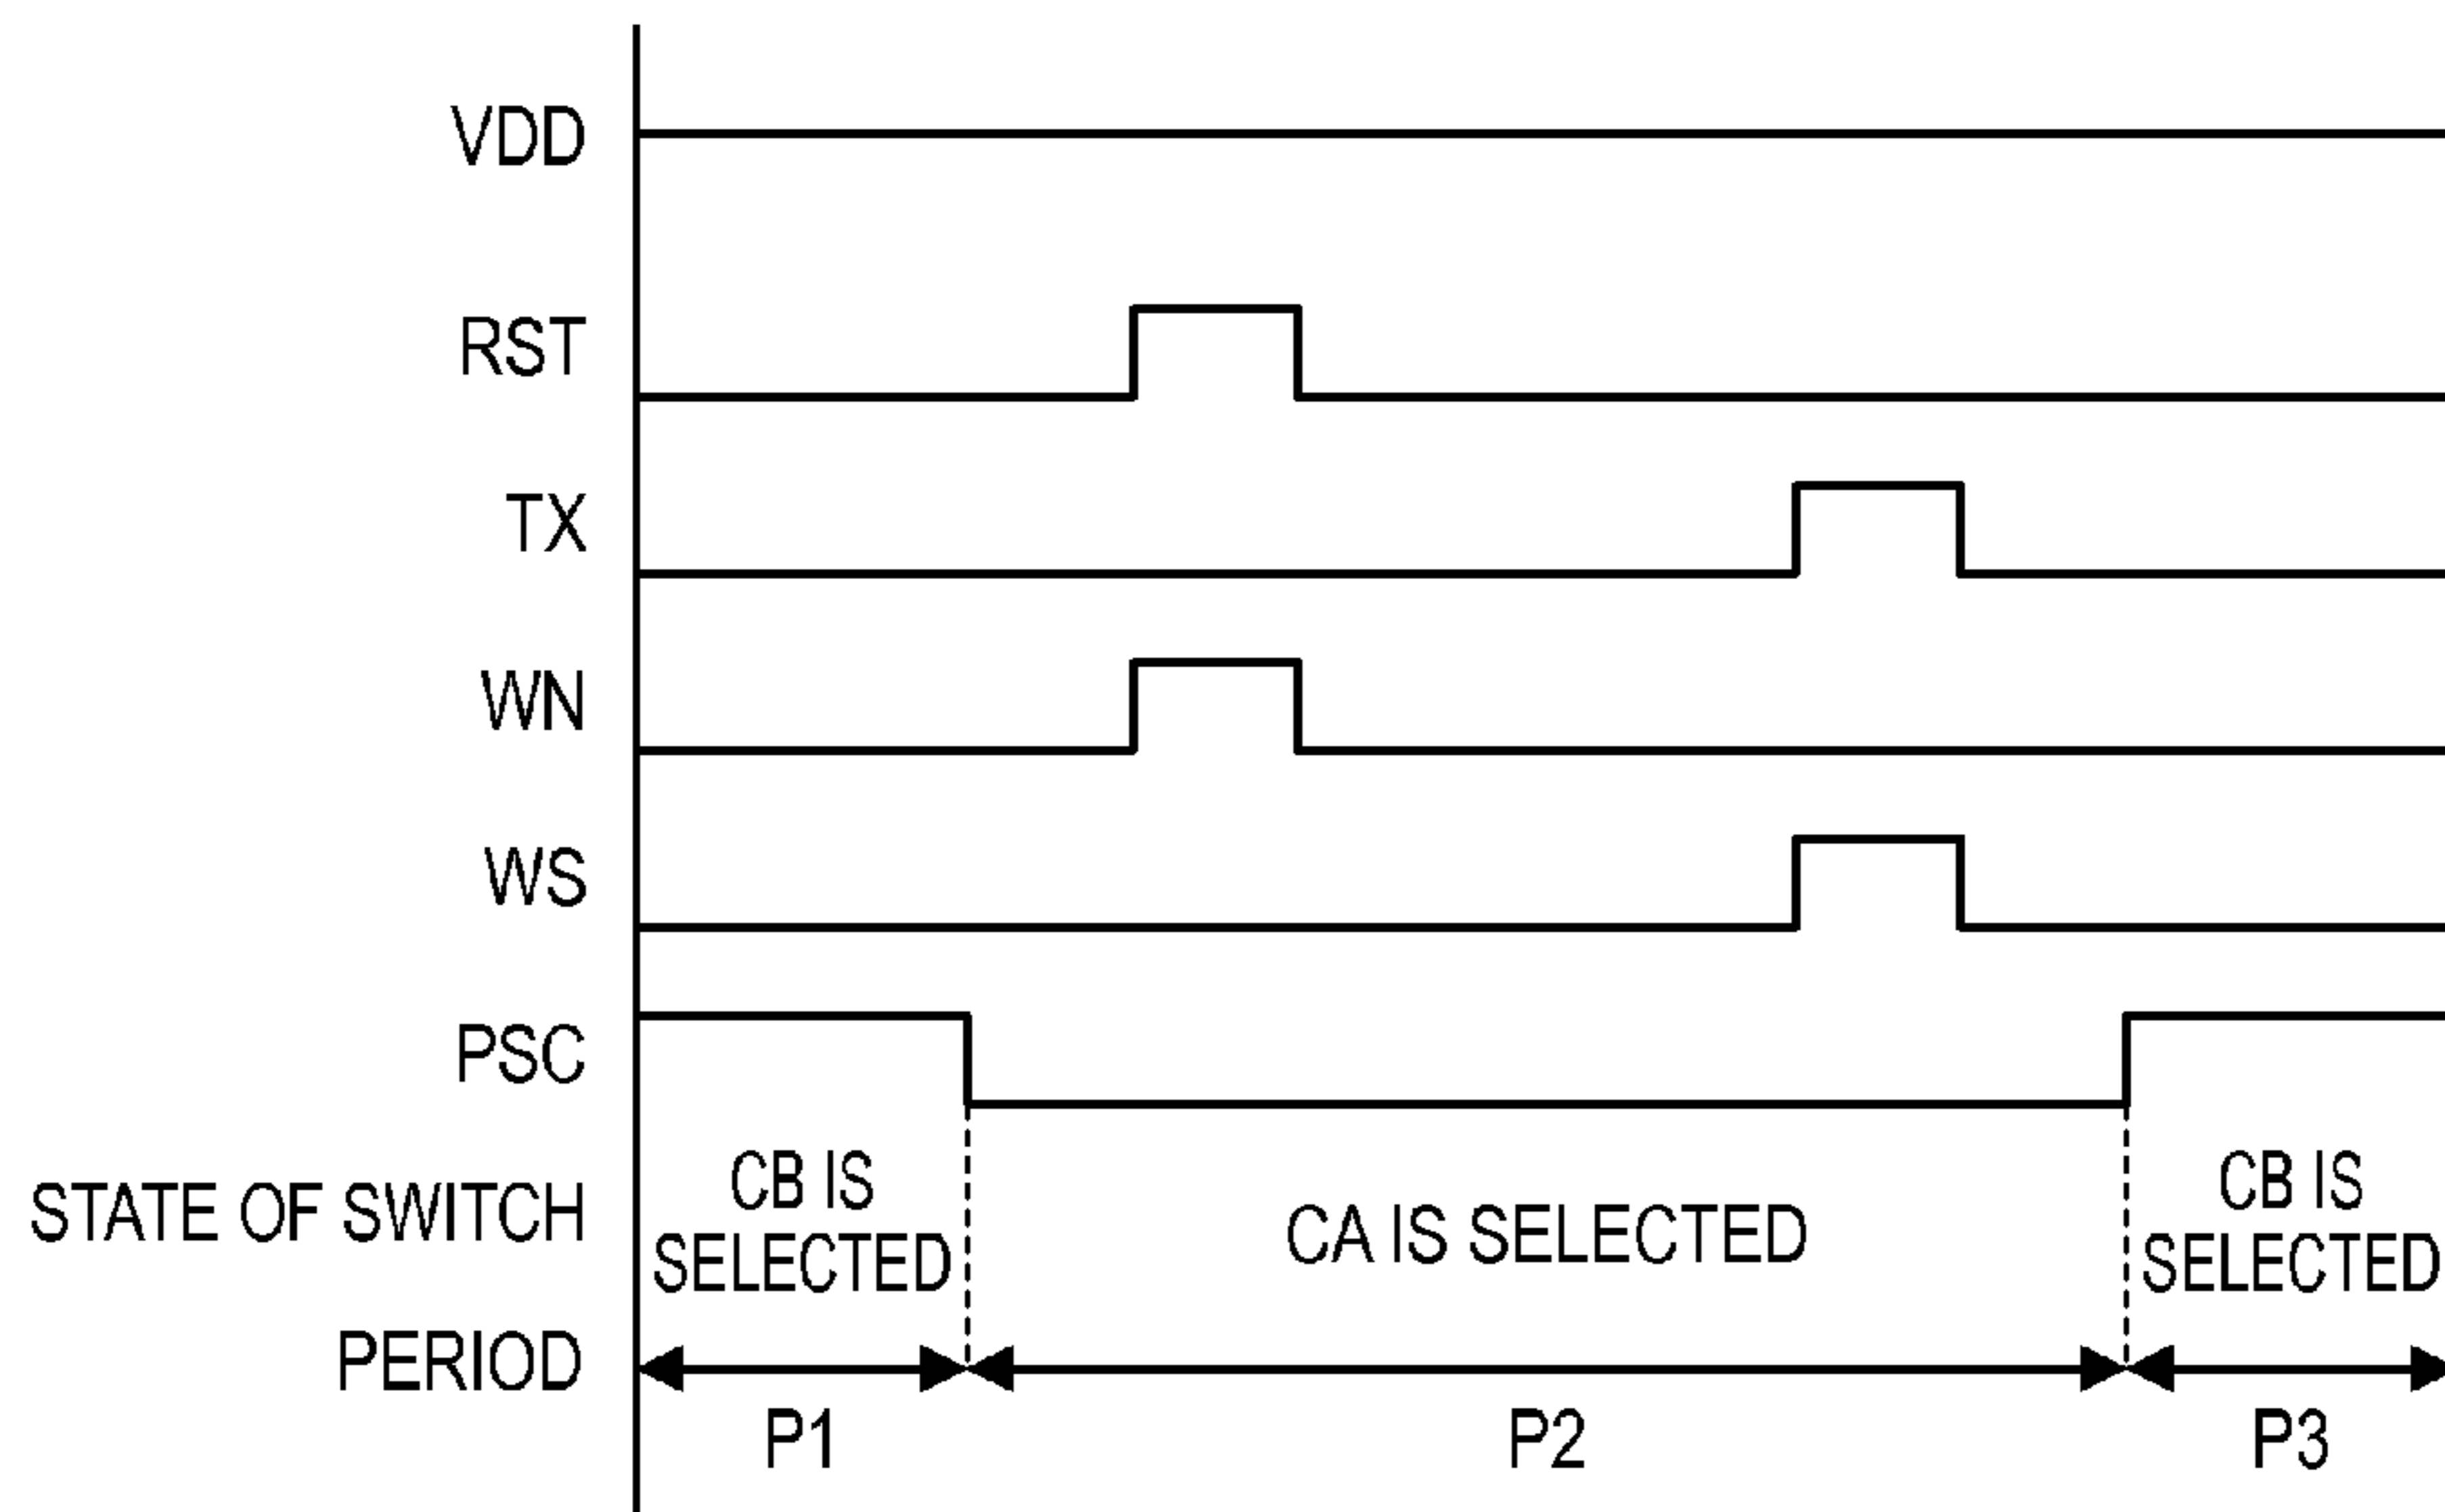 VDD
RST
TX
WN
WS
PSC
STATE OF SWITCH
CB IS
SELECTED
CA IS SELECTED
CB IS
SELECTED
PERIOD
P1
P2
P3